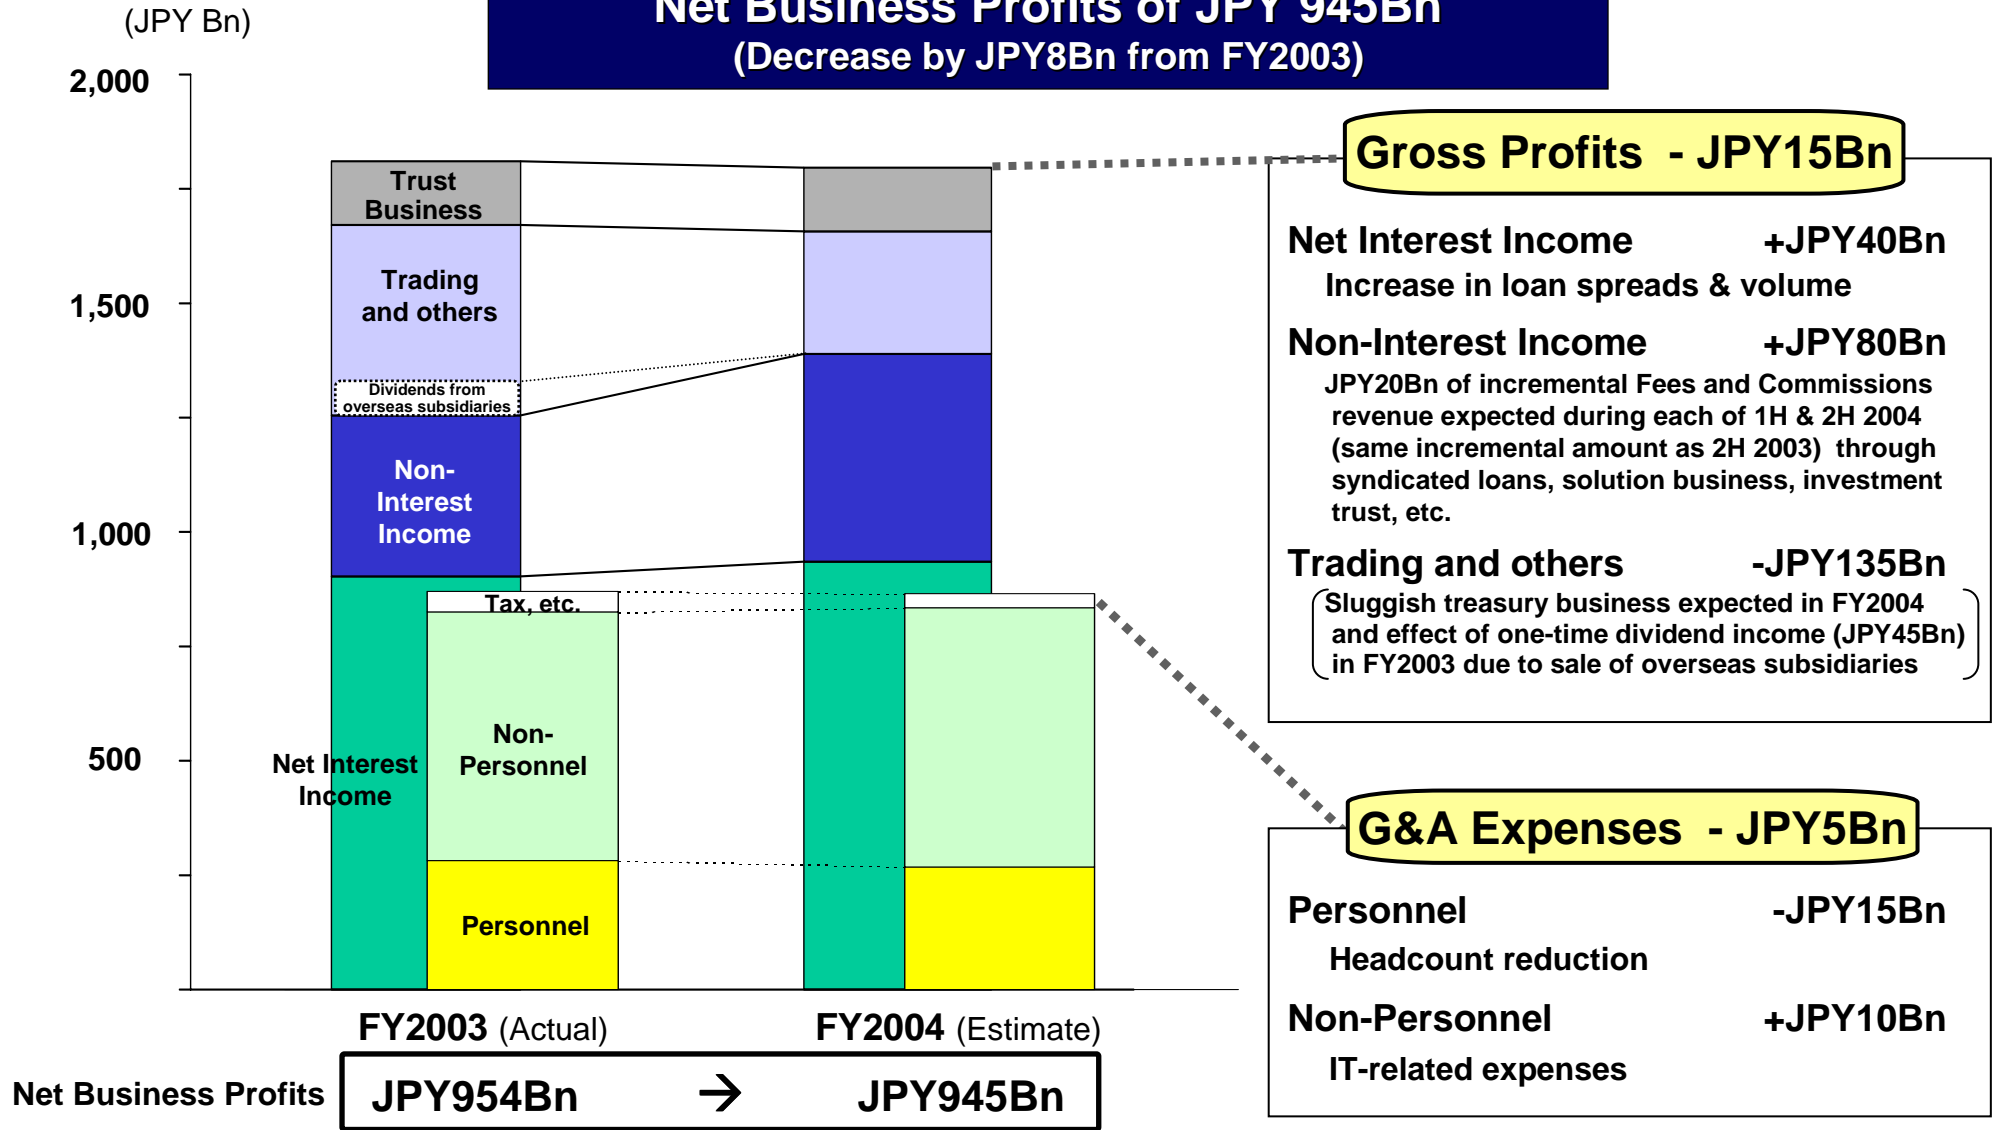 (JPY Bn)
Net Business Profits of JPY 945Bn
(Decrease by JPY8Bn from FY2003)
2,000
1,500
1,000
500
Trust
Business
Trading
and others
Dividends from
overseas subsidiaries
Non-
Interest
Income
Net Interest
Income
Tax, etc.
Non-
Personnel
Personnel
FY2003 (Actual)
FY2004 (Estimate)
Net Business Profits
JPY954Bn → JPY945Bn
Gross Profits - JPY15Bn
Net Interest Income +JPY40Bn
Increase in loan spreads & volume
Non-Interest Income +JPY80Bn
JPY20Bn of incremental Fees and Commissions
revenue expected during each of 1H & 2H 2004
(same incremental amount as 2H 2003) through
syndicated loans, solution business, investment
trust, etc.
Trading and others -JPY135Bn
Sluggish treasury business expected in FY2004
and effect of one-time dividend income (JPY45Bn)
in FY2003 due to sale of overseas subsidiaries
G&A Expenses - JPY5Bn
Personnel -JPY15Bn
Headcount reduction
Non-Personnel +JPY10Bn
IT-related expenses